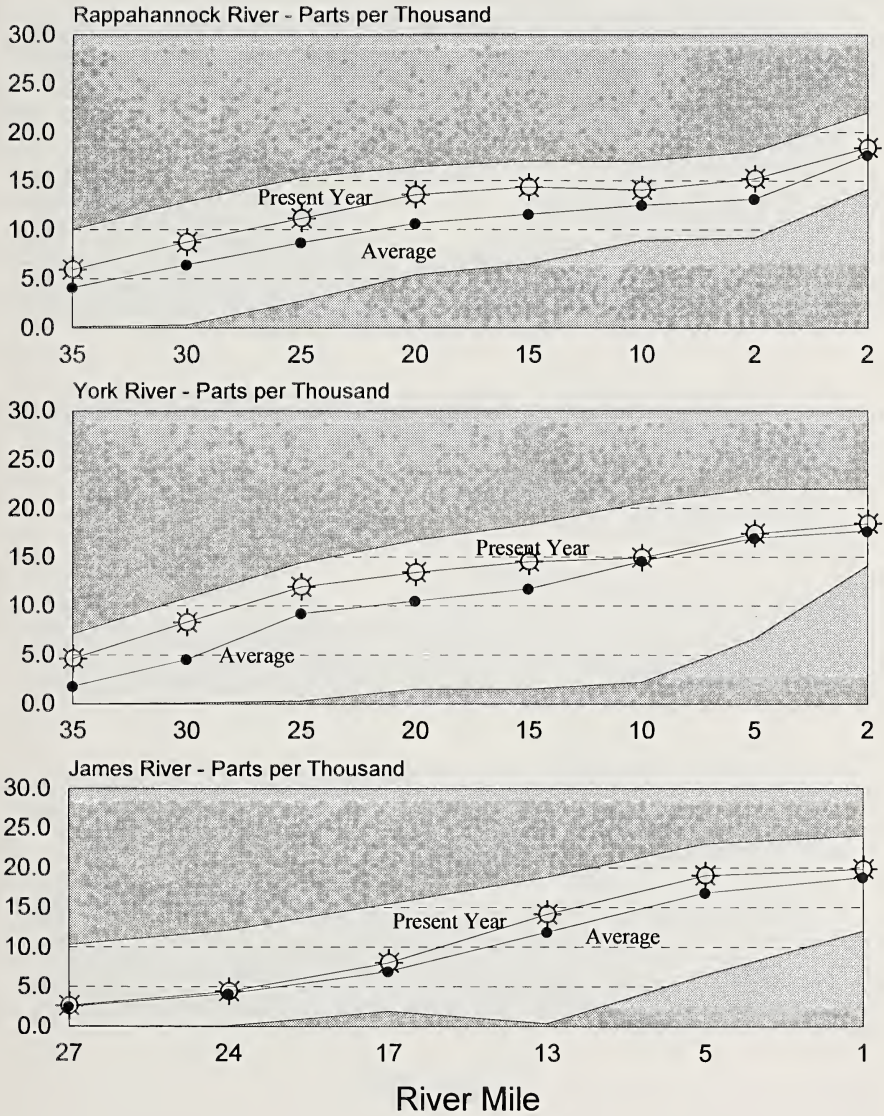 Rappahannock River - Parts per Thousand
30.0
25.0
20.0
15.0
10.0
5.0
0.0
Present Year
Average
35 30 25 20 15 10 2 2
York River - Parts per Thousand
30.0
25.0
20.0
15.0
10.0
5.0
0.0
Present Year
Average
35 30 25 20 15 10 5 2
James River - Parts per Thousand
30.0
25.0
20.0
15.0
10.0
5.0
0.0
Present Year
Average
27 24 17 13 5 1
River Mile